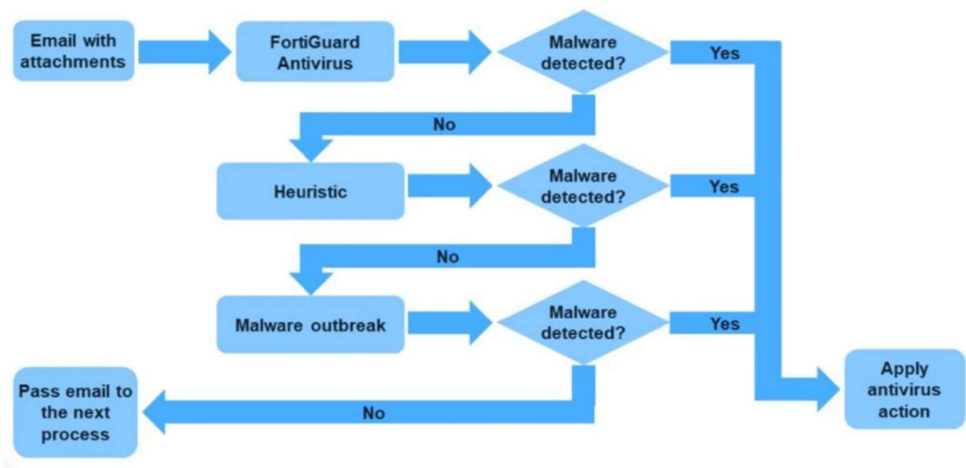 Email with
attachments
FortiGuard
Antivirus
Malware
detected?
Yes
No
Heuristic
Malware
detected?
Yes
No
Malware outbreak
Malware
detected?
Yes
Pass email to
the next
process
No
Apply
antivirus
action